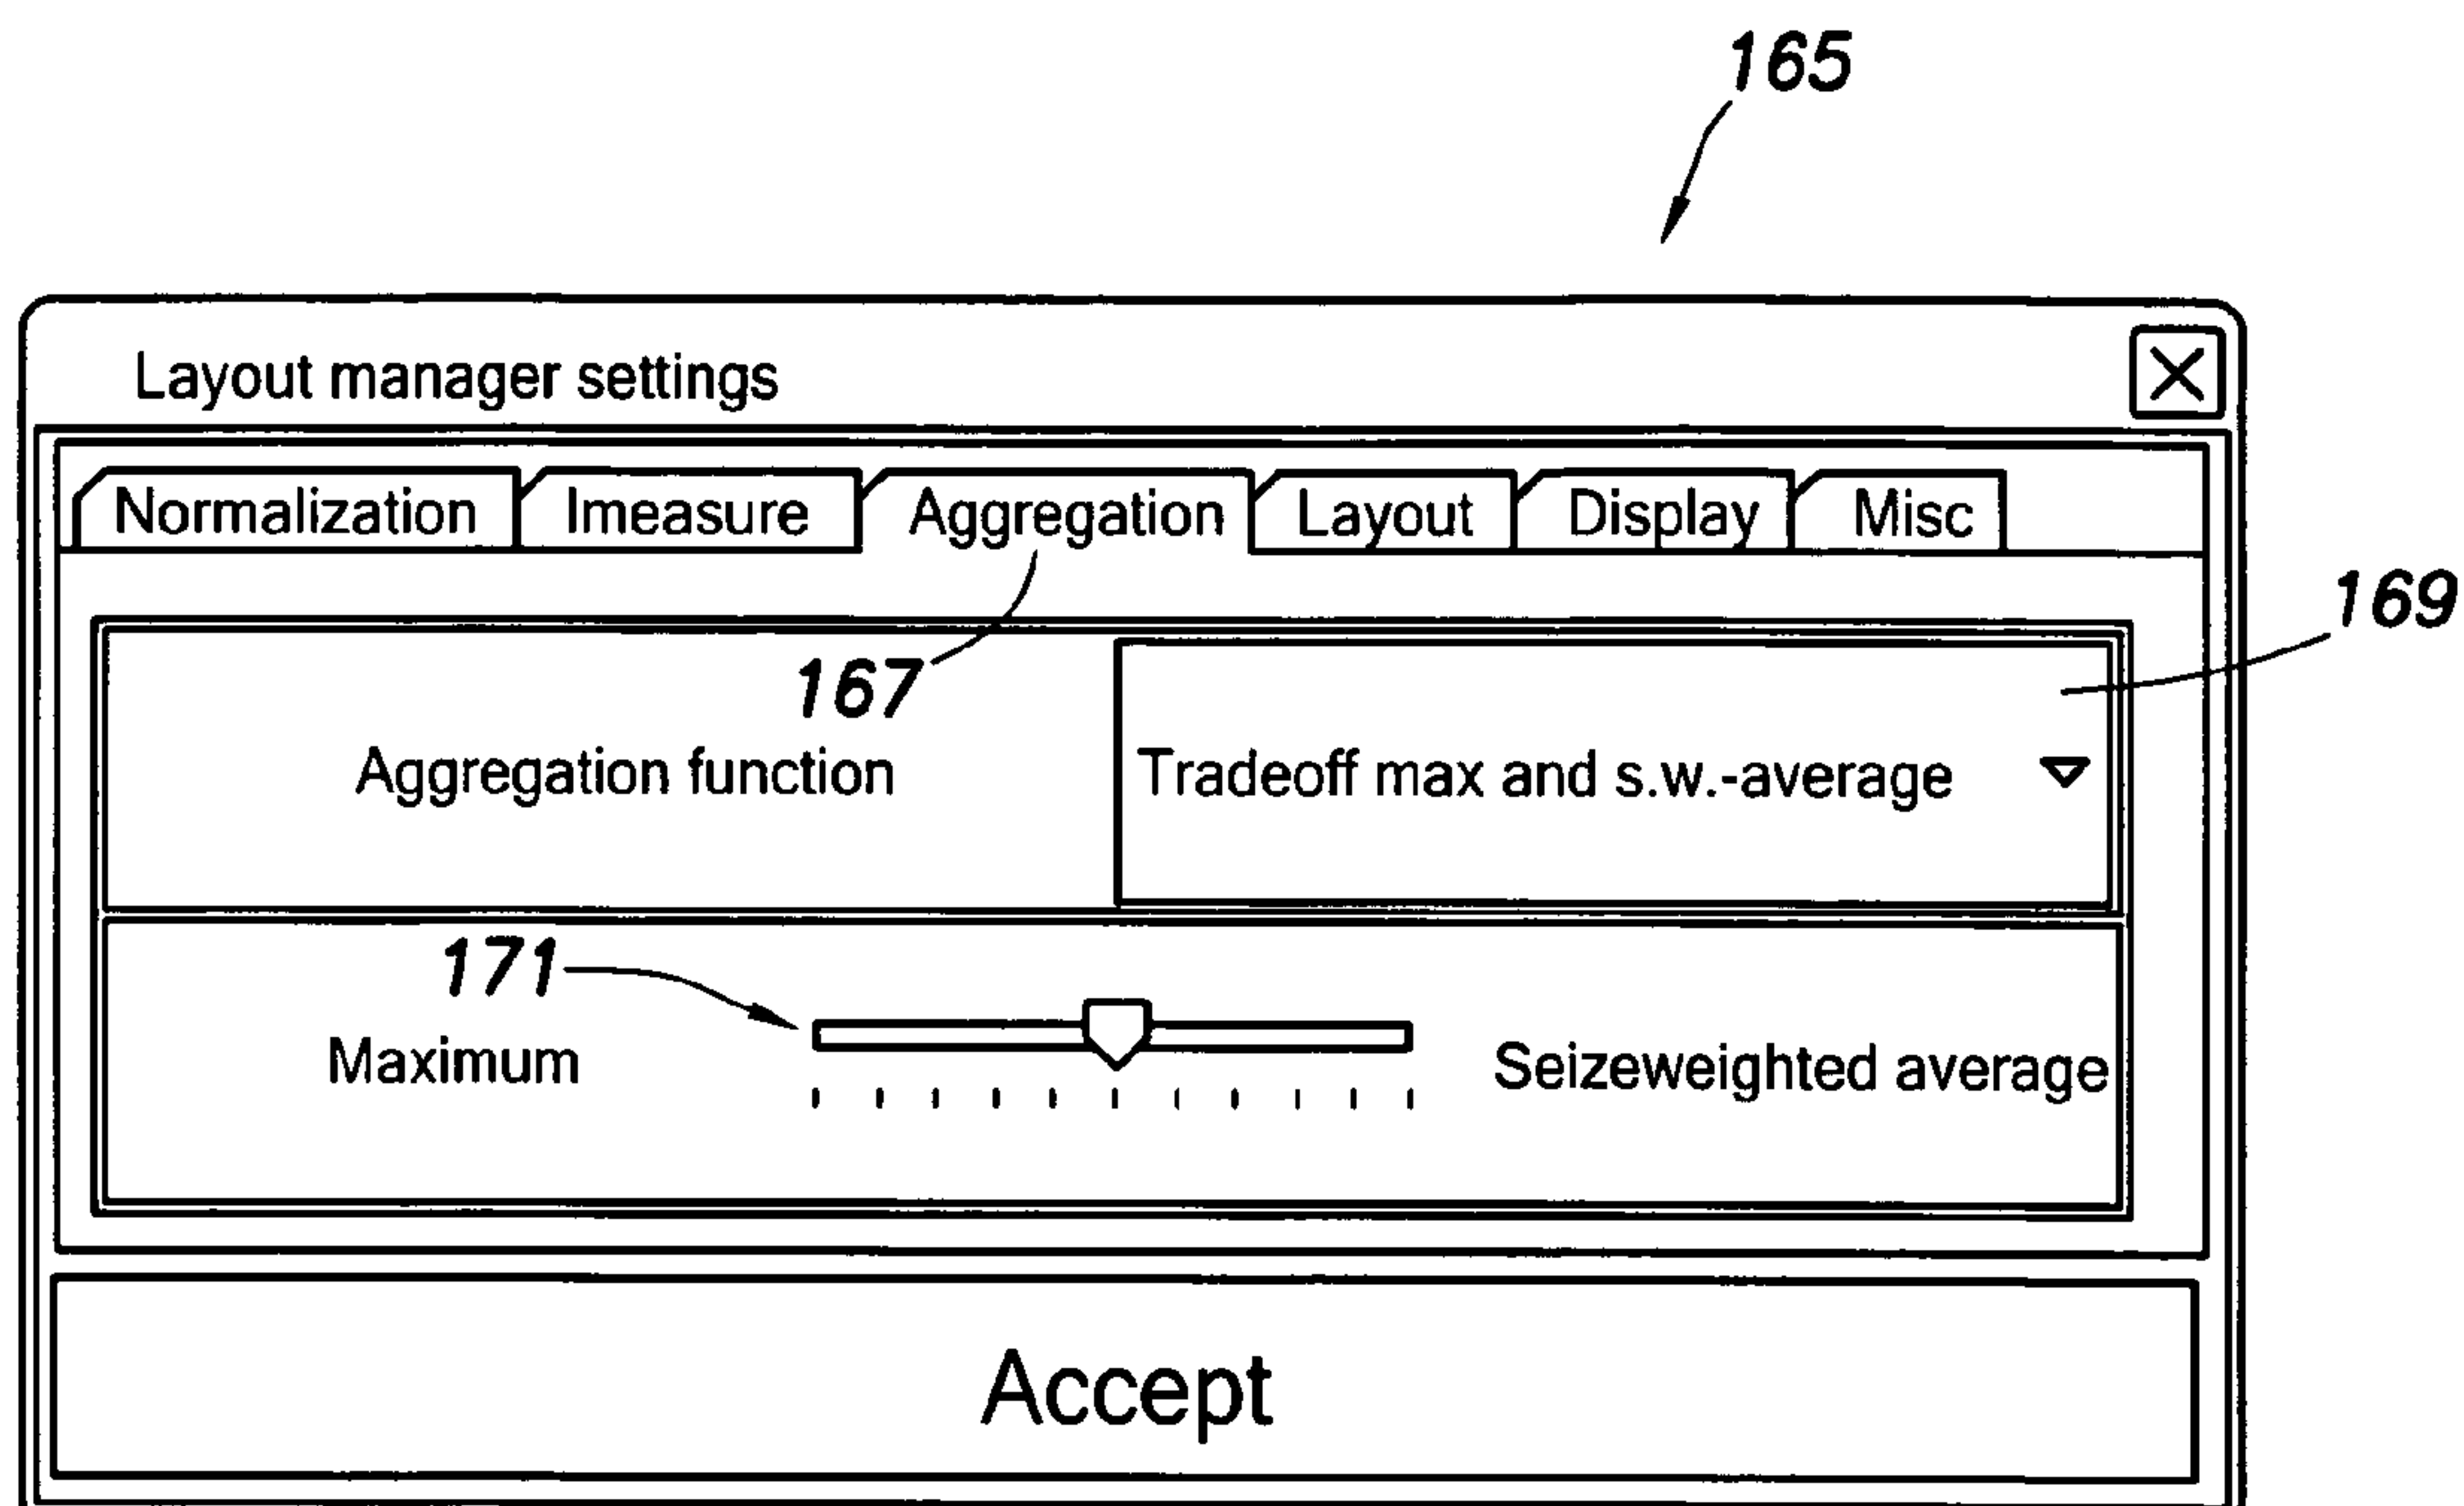 165
Layout manager settings
Normalization Imeasure Aggregation Layout Display Misc
169
167
Aggregation function Tradeoff max and s.w.-average
171
Maximum Seizeweighted average
Accept